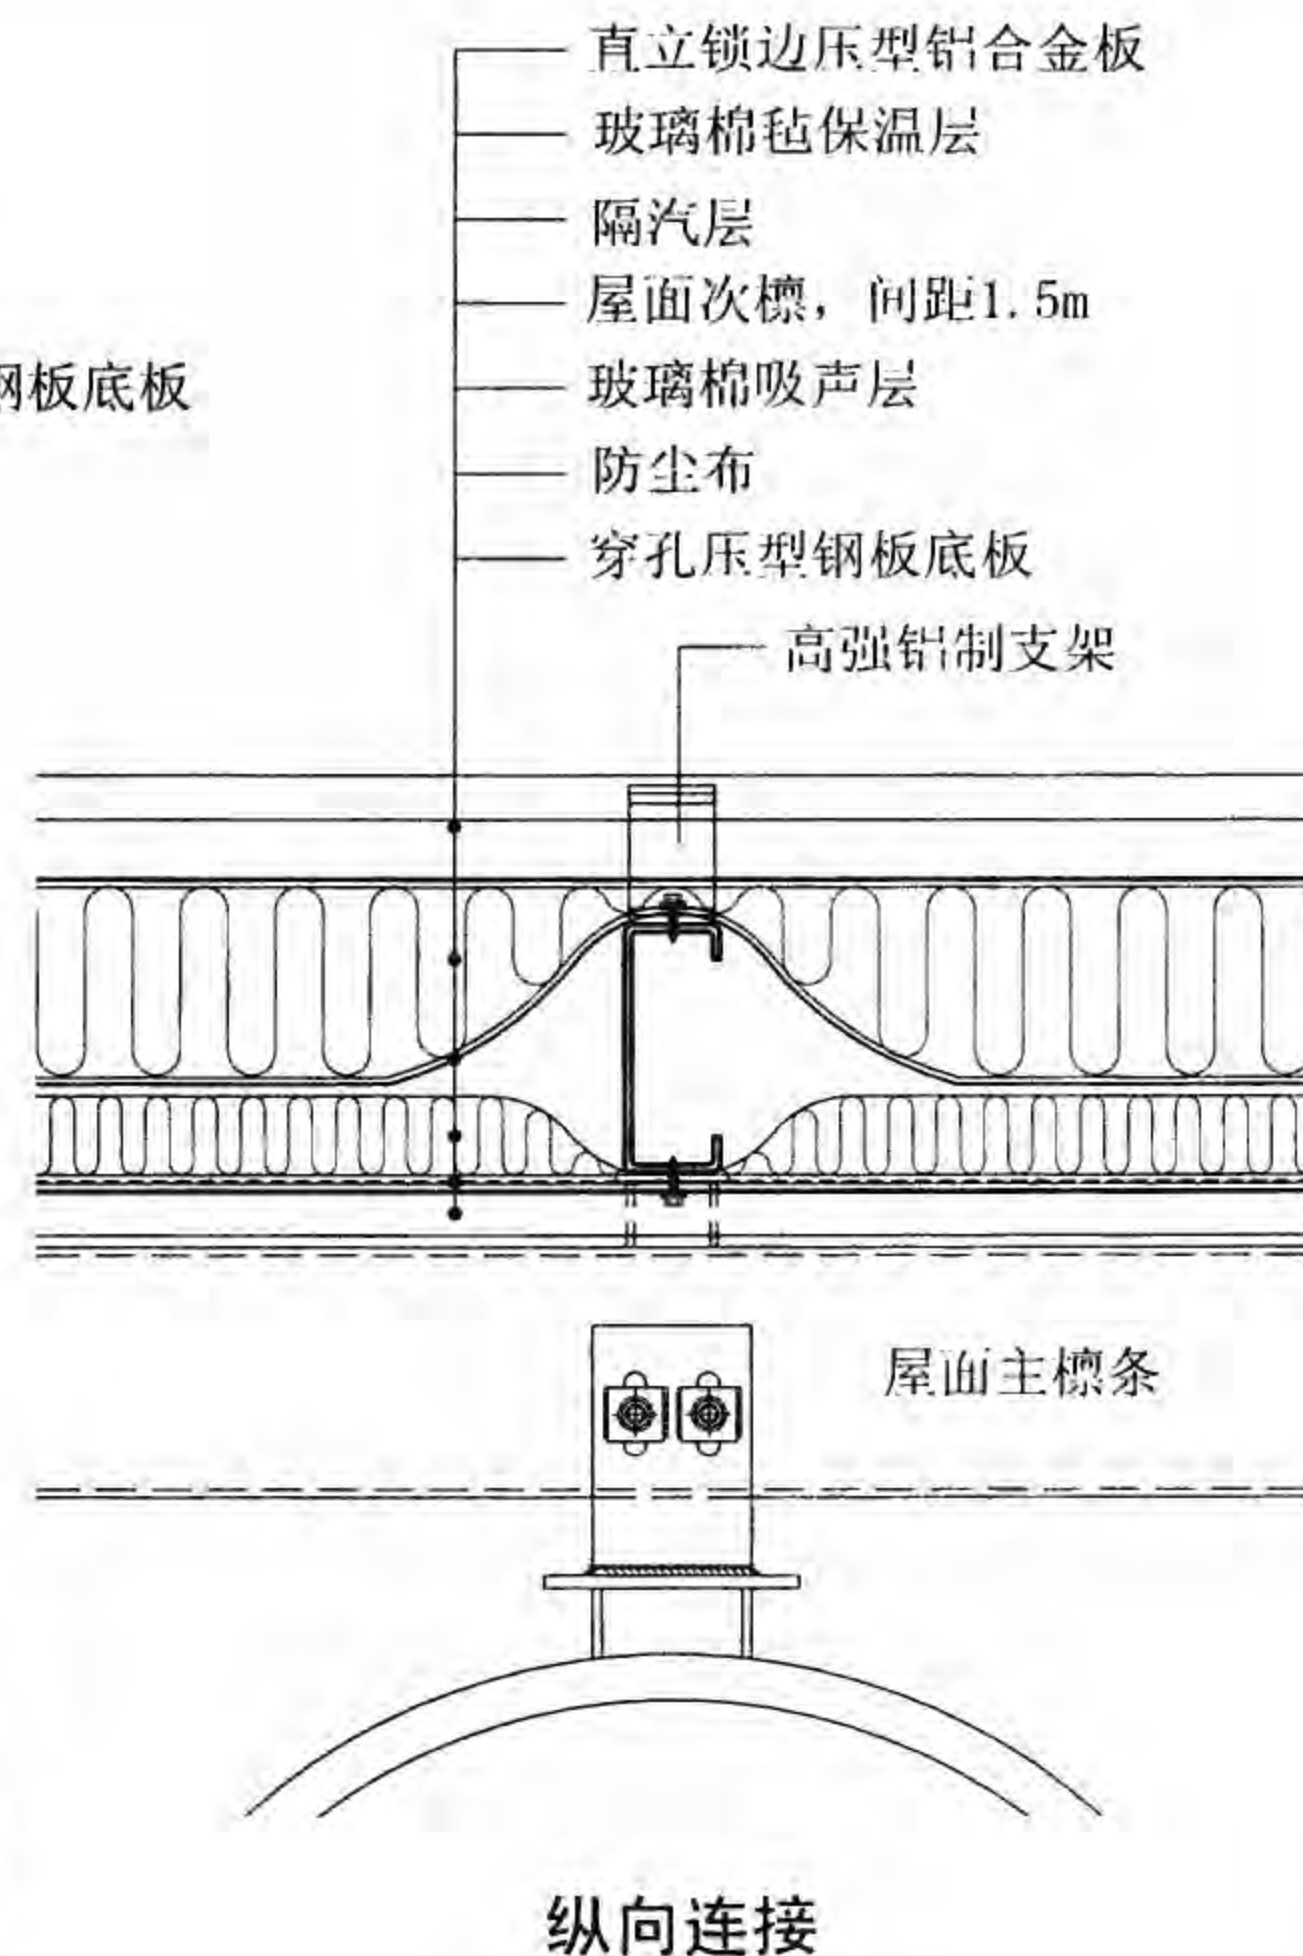 直立锁边压型铝合金板
玻璃棉毡保温层
隔汽层
屋面次檩，间距1.5m
钢板底板
玻璃棉吸声层
防尘布
穿孔压型钢板底板
高强铝制支架
屋面主檩条
纵向连接